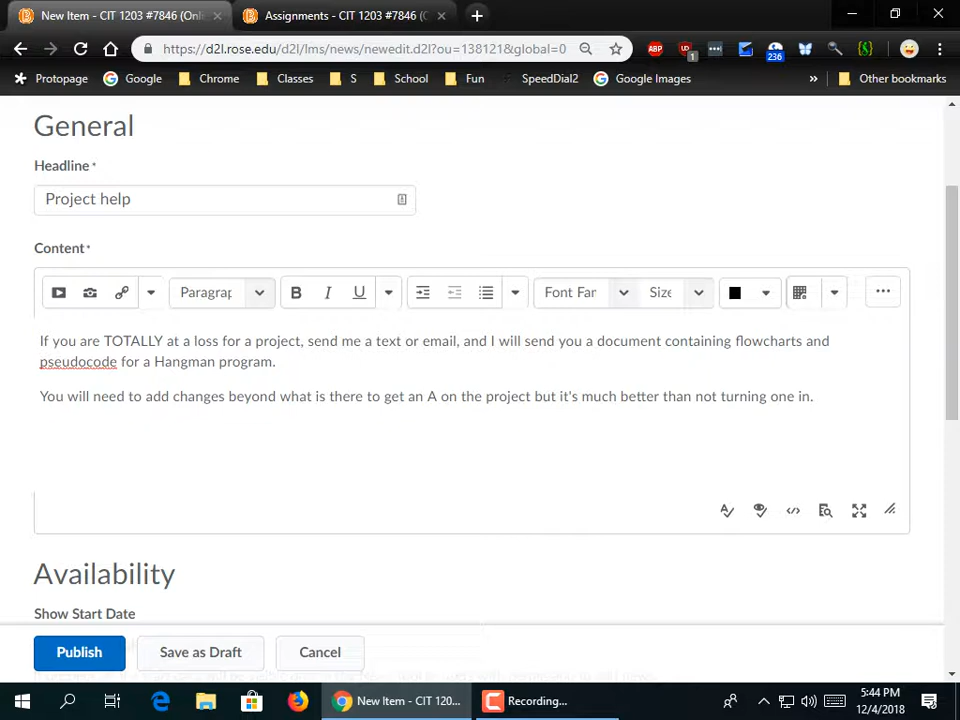 New Item - CIT 1203 #7846 (Onli
Assignments - CIT 1203 #7846 (C
https://d2l.rose.edu/d2l/lms/news/newedit.d2l?ou=138121&global=0
ABP
1
236
Protopage
Google
Chrome
Classes
S
School
Fun
SpeedDial2
Google Images
»
Other bookmarks
General
Headline *
Project help
Content *
Paragrap
B I U
Font Far
Size
If you are TOTALLY at a loss for a project, send me a text or email, and I will send you a document containing flowcharts and
pseudocode for a Hangman program.
You will need to add changes beyond what is there to get an A on the project but it's much better than not turning one in.
Availability
Show Start Date
Publish
Save as Draft
Cancel
New Item - CIT 120...
Recording...
5:44 PM
12/4/2018